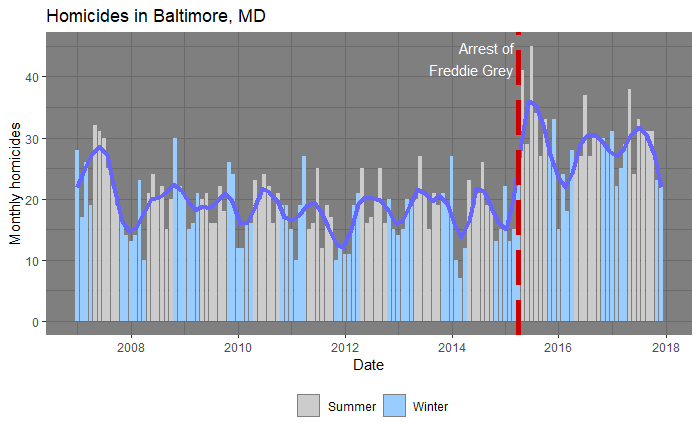 Homicides in Baltimore, MD
Arrest of
Freddie Grey
Monthly homicides
40
30
20
10
0
2008 2010 2012 2014 2016 2018
Date
Summer Winter